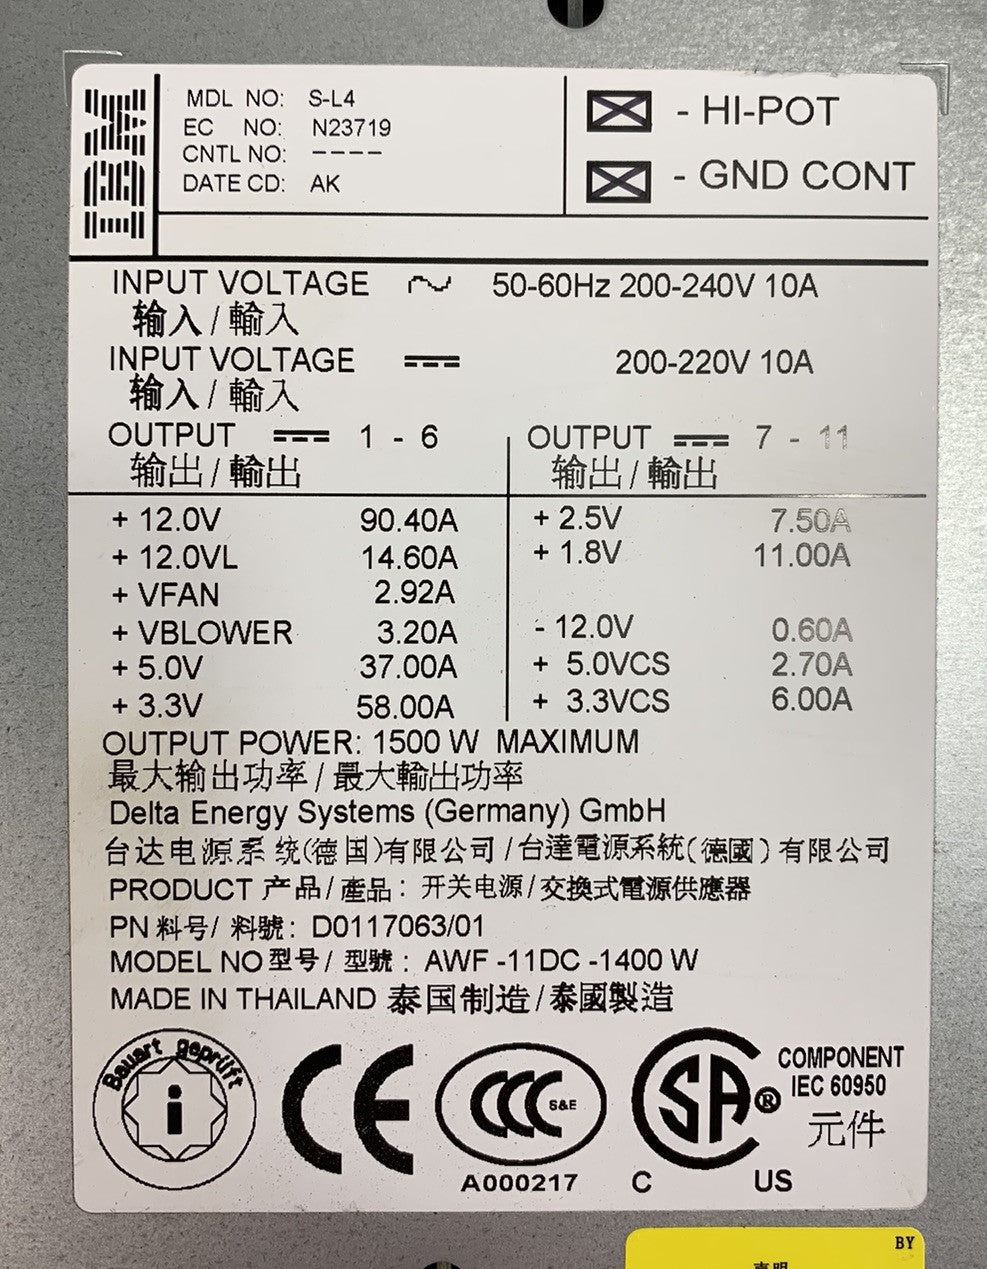 IBM
MDL NO: S-L4
EC NO: N23719
CNTL NO: ----
DATE CD: AK
- HI-POT
- GND CONT
INPUT VOLTAGE 50-60Hz 200-240V 10A
输入 / 輸入
INPUT VOLTAGE 200-220V 10A
输入 / 輸入
OUTPUT 1 - 6
输出 / 輸出
+ 12.0V 90.40A
+ 12.0VL 14.60A
+ VFAN 2.92A
+ VBLOWER 3.20A
+ 5.0V 37.00A
+ 3.3V 58.00A
OUTPUT 7 - 11
输出 / 輸出
+ 2.5V 7.50A
+ 1.8V 11.00A
- 12.0V 0.60A
+ 5.0VCS 2.70A
+ 3.3VCS 6.00A
OUTPUT POWER: 1500 W MAXIMUM
最大输出功率 / 最大輸出功率
Delta Energy Systems (Germany) GmbH
台达电源系统(德国)有限公司 / 台達電源系統(德國)有限公司
PRODUCT 产品 / 產品: 开关电源 / 交換式電源供應器
PN 料号 / 料號: D0117063/01
MODEL NO 型号 / 型號: AWF -11DC -1400 W
MADE IN THAILAND 泰国制造 / 泰國製造
Bauart geprüft
i
CE
CCC S&E
A000217
SA ®
C US
COMPONENT
IEC 60950
元件
BY
声明